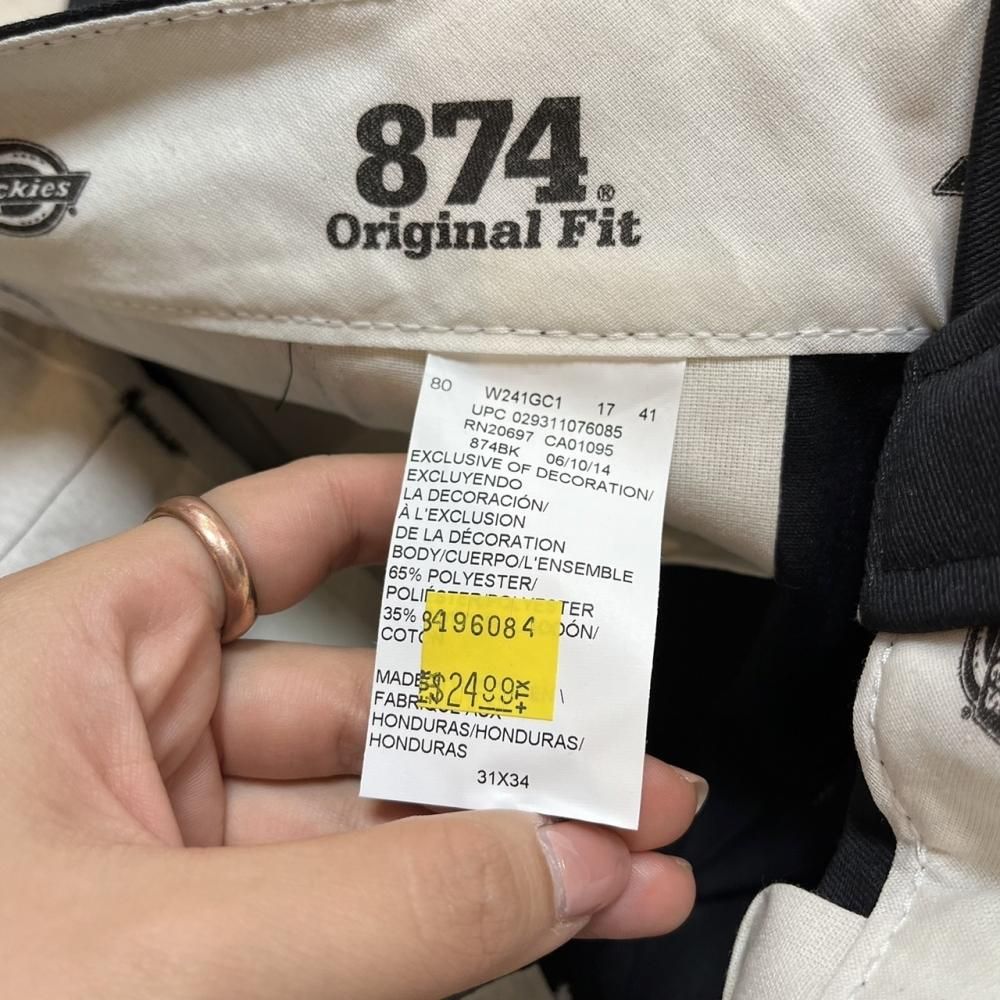 874®
Original Fit
ckies
80 W241GC1 17 41
UPC 029311076085
RN20697 CA01095
874BK 06/10/14
EXCLUSIVE OF DECORATION/
EXCLUYENDO
LA DECORACIÓN/
À L'EXCLUSION
DE LA DÉCORATION
BODY/CUERPO/L'ENSEMBLE
65% POLYESTER/
35%
8496084
$24.99 +TX
HONDURAS/HONDURAS/
HONDURAS
31X34